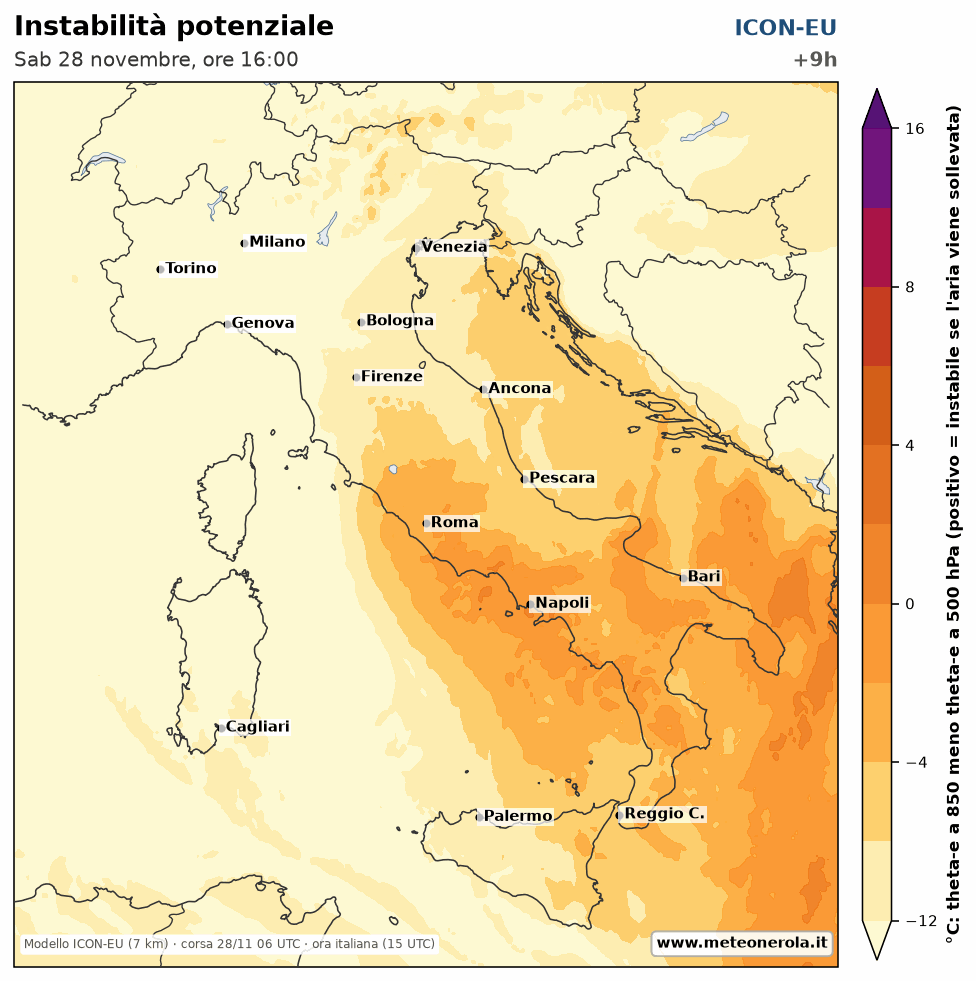 Instabilità potenziale
ICON-EU
Sab 28 novembre, ore 16:00
+9h
Venezia
Milano
Torino
Bologna
Genova
Firenze
Ancona
Pescara
Roma
Bari
Napoli
Cagliari
Palermo
Reggio C.
Modello ICON-EU (7 km) · corsa 28/11 06 UTC · ora italiana (15 UTC)
www.meteonerola.it
16
8
4
0
−4
−12
°C: theta-e a 850 meno theta-e a 500 hPa (positivo = instabile se l'aria viene sollevata)